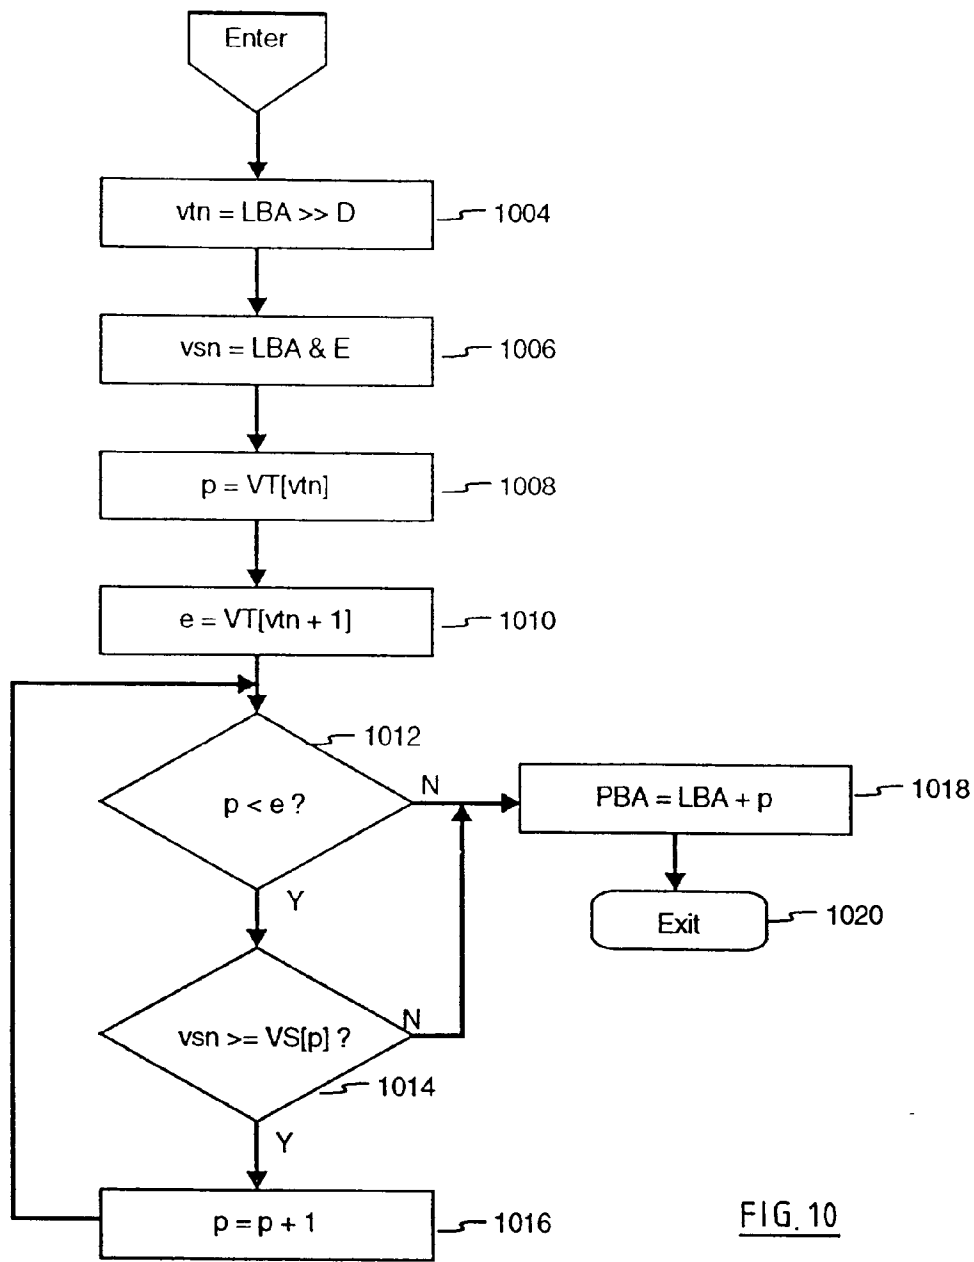 Enter
vtn = LBA >> D
1004
vsn = LBA & E
1006
p = VT[vtn]
1008
e = VT[vtn + 1]
1010
1012
p < e ?
N
PBA = LBA + p
1018
Y
Exit
1020
vsn >= VS[p] ?
N
1014
Y
p = p + 1
1016
FIG. 10